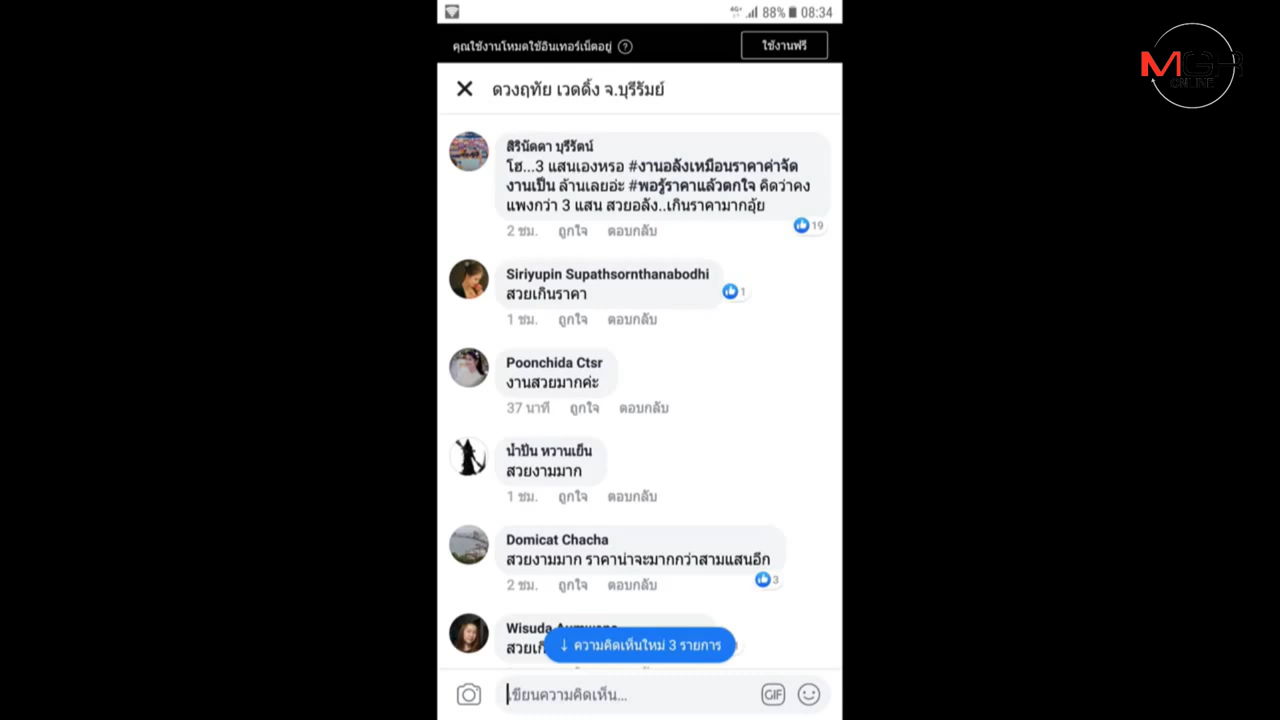 4G+ 88% 08:34
คุณใช้งานโหมดใช้อินเทอร์เน็ตอยู่ ?
ใช้งานฟรี
MGR
ONLINE
ดวงฤทัย เวดดิ้ง จ.บุรีรัมย์
สิรินัดดา บุรีรัตน์
โฮ...3 แสนเองหรอ #งานอลังเหมือนราคาค่าจัด
งานเป็น ล้านเลยอ่ะ #พอรู้ราคาแล้วตกใจ คิดว่าคง
แพงกว่า 3 แสน สวยอลัง..เกินราคามากอุ้ย
2 ชม. ถูกใจ ตอบกลับ 19
Siriyupin Supathsornthanabodhi
สวยเกินราคา
1
1 ชม. ถูกใจ ตอบกลับ
Poonchida Ctsr
งานสวยมากค่ะ
37 นาที ถูกใจ ตอบกลับ
น้ำปั่น หวานเย็น
สวยงามมาก
1 ชม. ถูกใจ ตอบกลับ
Domicat Chacha
สวยงามมาก ราคาน่าจะมากกว่าสามแสนอีก
2 ชม. ถูกใจ ตอบกลับ 3
Wisuda
↓ ความคิดเห็นใหม่ 3 รายการ
เขียนความคิดเห็น...
GIF